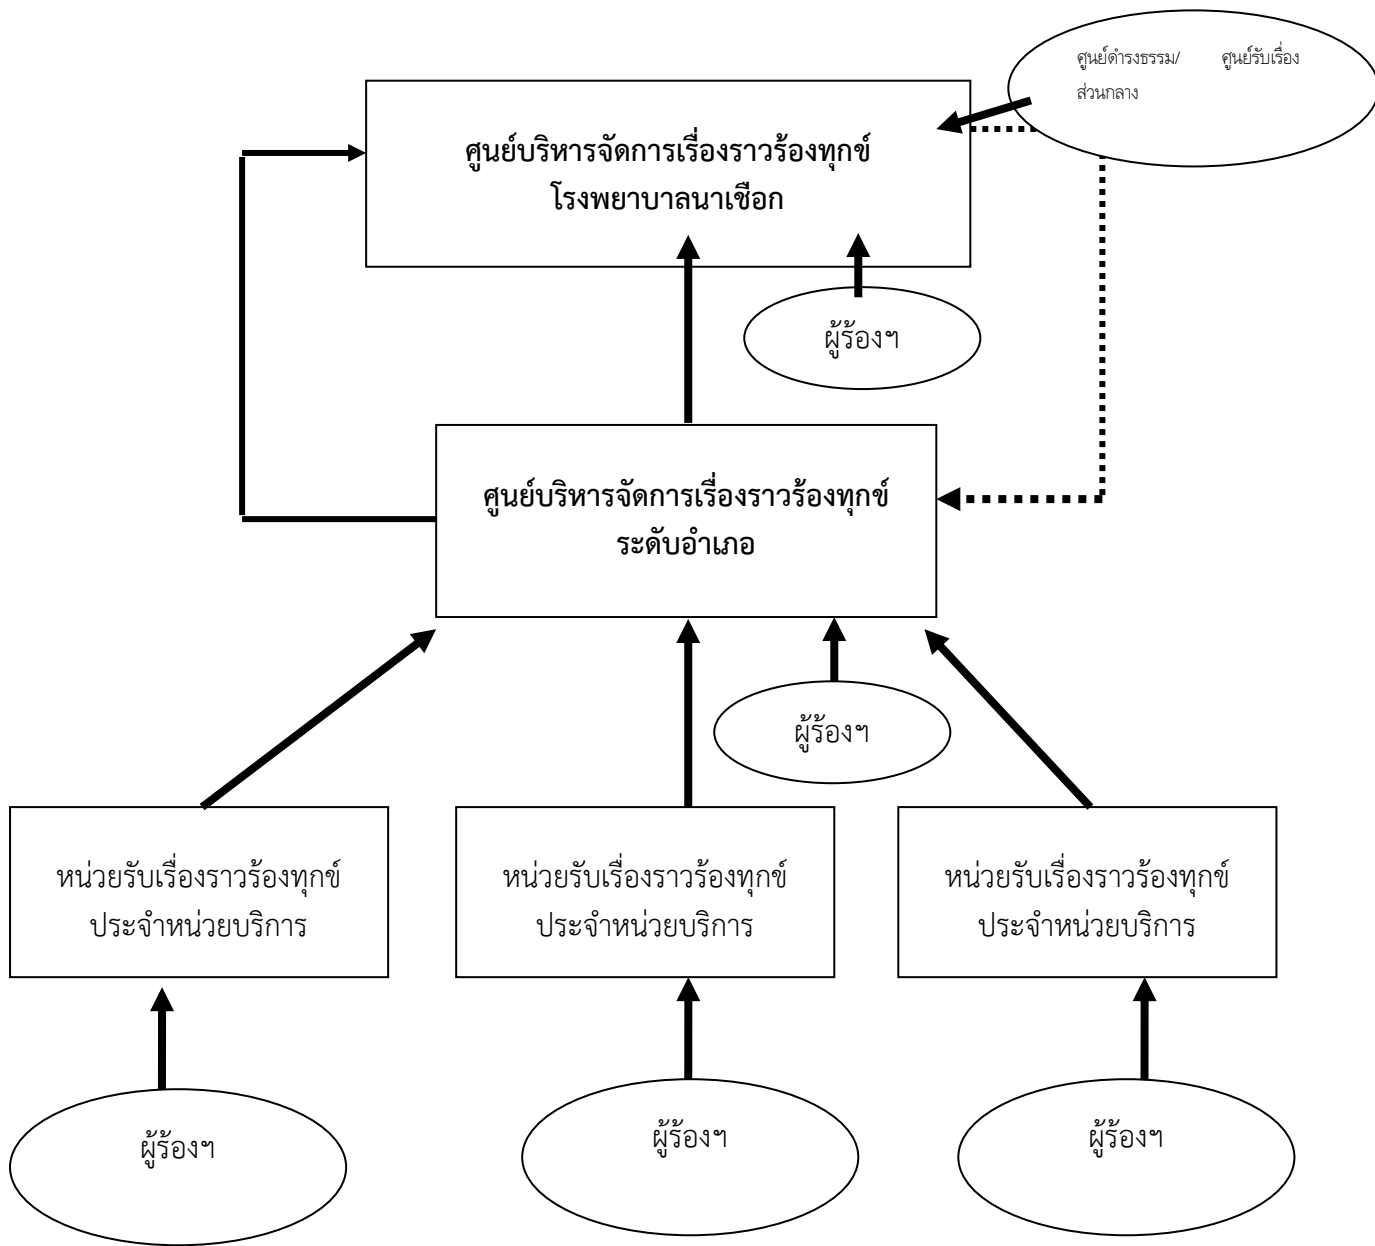 ศูนย์ดำรงธรรม/ ศูนย์รับเรื่อง
ส่วนกลาง
ศูนย์บริหารจัดการเรื่องราวร้องทุกข์
โรงพยาบาลนาเชือก
ผู้ร้องฯ
ศูนย์บริหารจัดการเรื่องราวร้องทุกข์
ระดับอำเภอ
ผู้ร้องฯ
หน่วยรับเรื่องราวร้องทุกข์
ประจำหน่วยบริการ
หน่วยรับเรื่องราวร้องทุกข์
ประจำหน่วยบริการ
หน่วยรับเรื่องราวร้องทุกข์
ประจำหน่วยบริการ
ผู้ร้องฯ
ผู้ร้องฯ
ผู้ร้องฯ